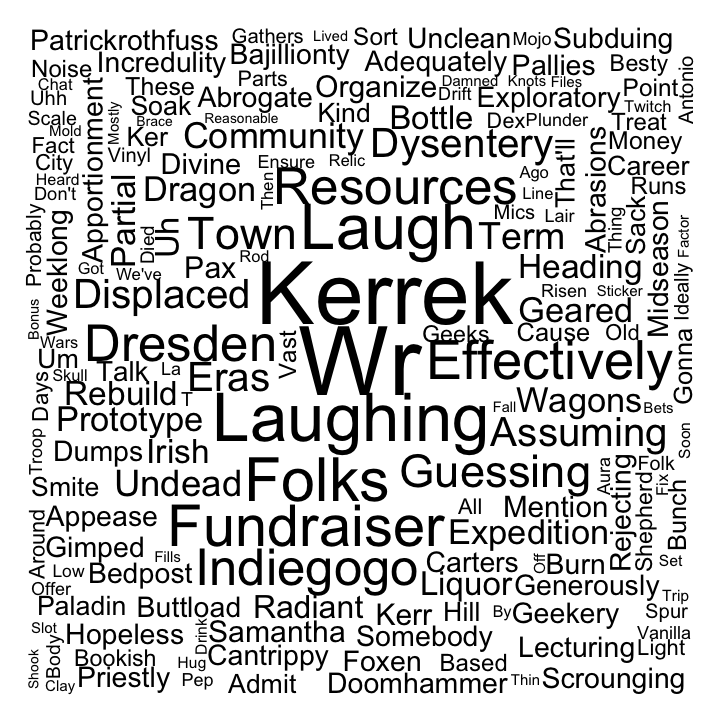 Patrickrothfuss Gathers Lived Sort Unclean Mojo Subduing
Noise Incredulity Bajillionty Adequately Pallies Besty
Chat These Parts Organize Damned Knots Files Point Antonio
Uhh Soak Abrogate Drift Exploratory Twitch
Scale Mostly Brace Reasonable Kind Bottle Dex Plunder Treat
Mold Ker Community Dysentery Money
Fact Apportionment Vinyl
City Divine Ensure Relic That'll Abrasions Career
Heard Partial Dragon Then Resources Ago Runs
Don't Line Sack
Probably Weeklong Died Uh Town Laugh Term Mics Lair Thing Midseason Factor
Got We've Pax Rod Heading Ideally
Displaced Kerrek Risen Sticker
Bonus Geared
Wars Dresden Vast Wr Geeks Cause Old Gonna
Um Talk La Eras Effectively
Skull
Days Rebuild T Laughing Fall Wagons Bets
Prototype Assuming Soon
Troop Dumps Irish
Smite Undead Folks Guessing Aura Rejecting Folk Fix
Appease Fundraiser All Mention Shepherd Bunch
Around Gimped Fills Expedition
Low Bedpost Indiegogo Carters Off Burn Set
Offer Liquor Generously Trip
Paladin Buttload Radiant Kerr Hill By Geekery Spur
Slot Hopeless Drink Samantha Somebody Vanilla
Shook Body Bookish Hug Cantrippy Foxen Based Lecturing Light
Clay Priestly Pep Admit Doomhammer Thin Scrounging